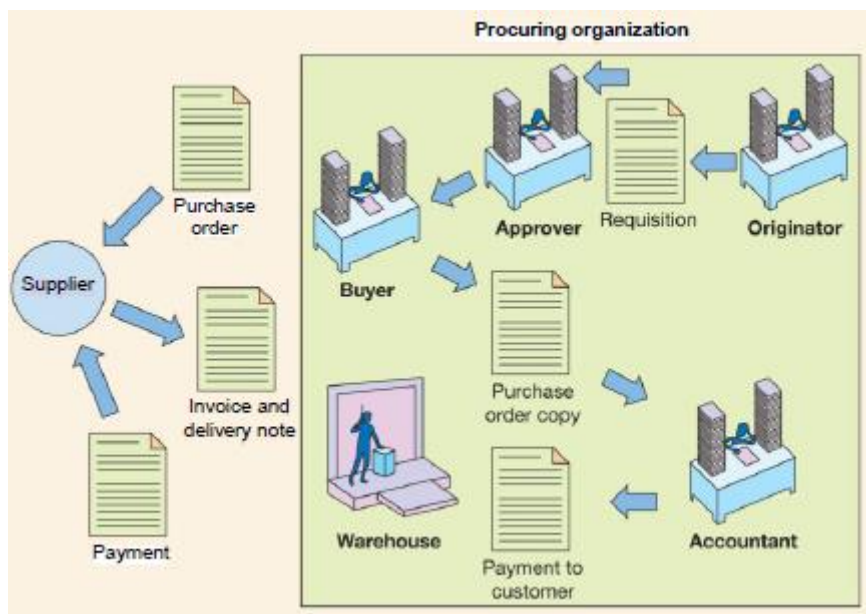 Procuring organization
Purchase
order
Approver
Requisition
Originator
Supplier
Buyer
Invoice and
delivery note
Purchase
order copy
Payment
Warehouse
Accountant
Payment to
customer